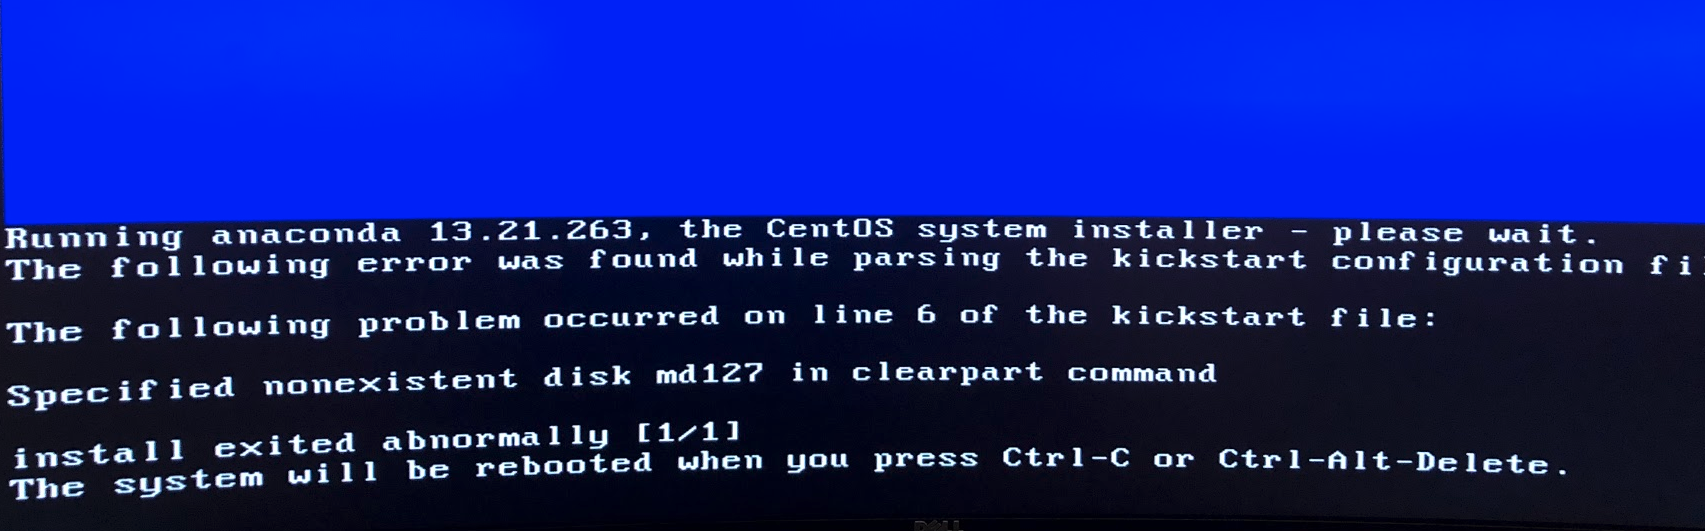 Running anaconda 13.21.263, the CentOS system installer - please wait.
The following error was found while parsing the kickstart configuration fi
The following problem occurred on line 6 of the kickstart file:
Specified nonexistent disk md127 in clearpart command
install exited abnormally [1/1]
The system will be rebooted when you press Ctrl-C or Ctrl-Alt-Delete.
DELL